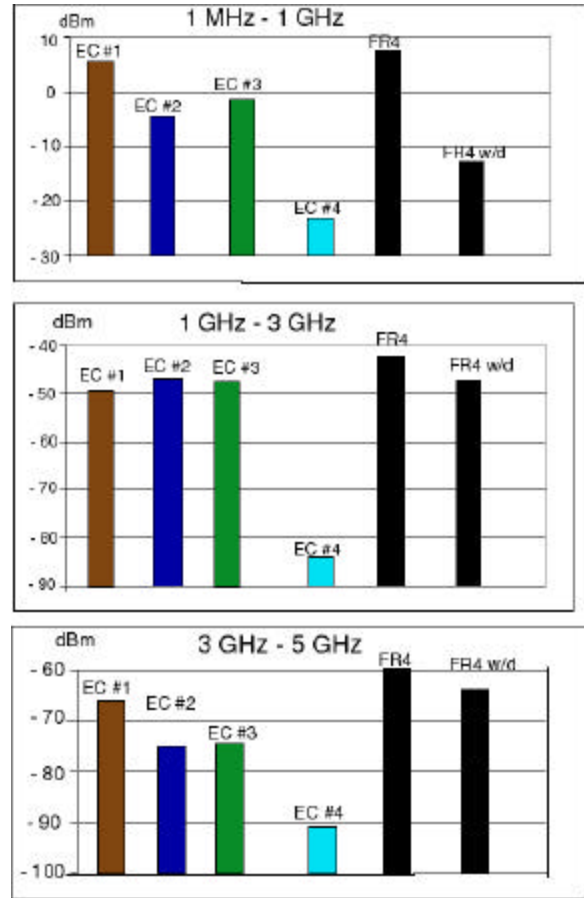 dBm 1 MHz - 1 GHz
10
EC #1
FR4
0
EC #3
EC #2
- 10
FR4 w/d
- 20
EC #4
- 30
dBm 1 GHz - 3 GHz
- 40
FR4
EC #1 EC #2 EC #3 FR4 w/d
- 50
- 60
- 70
- 80
EC #4
- 90
dBm 3 GHz - 5 GHz
- 60
FR4 FR4 w/d
EC #1
EC #2
- 70
EC #3
- 80
- 90
EC #4
- 100